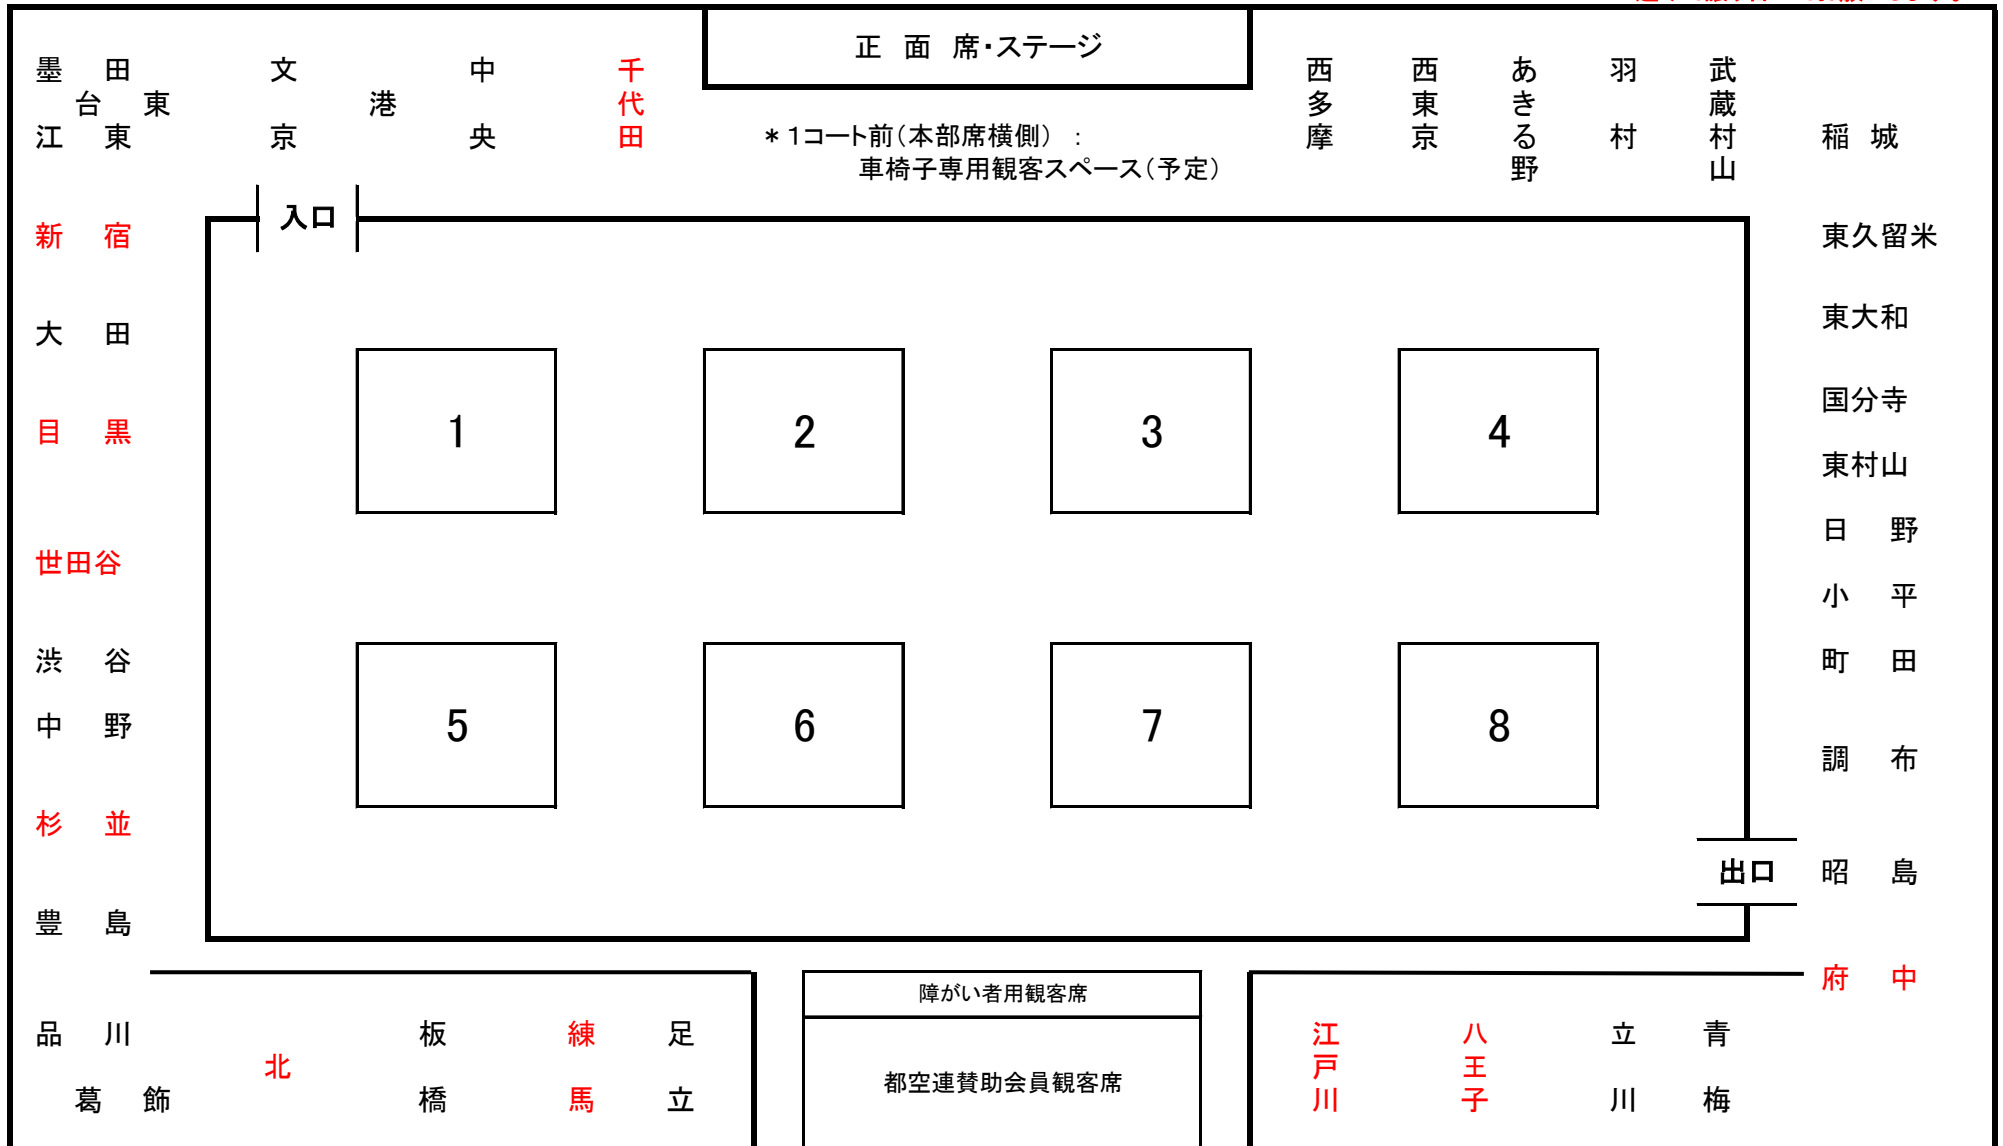 正面席・ステージ
墨田
台東
江東
文京
港
中央
千代田
*1コート前(本部席横側):
車椅子専用観客スペース(予定)
西多摩
西東京
あきる野
羽村
武蔵村山
稲城
入口
新宿
大田
目黒
世田谷
渋谷
中野
杉並
豊島
1
2
3
4
5
6
7
8
東久留米
東大和
国分寺
東村山
日野
小平
町田
調布
出口
昭島
府中
品川
葛飾
北
板橋
練馬
足立
障がい者用観客席
都空連賛助会員観客席
江戸川
八王子
立川
青梅